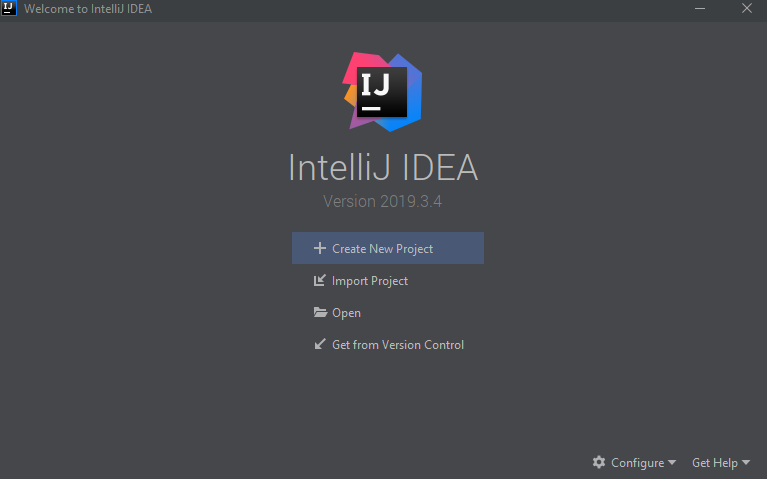 IJ Welcome to IntelliJ IDEA
IJ
IntelliJ IDEA
Version 2019.3.4
Create New Project
Import Project
Open
Get from Version Control
Configure Get Help